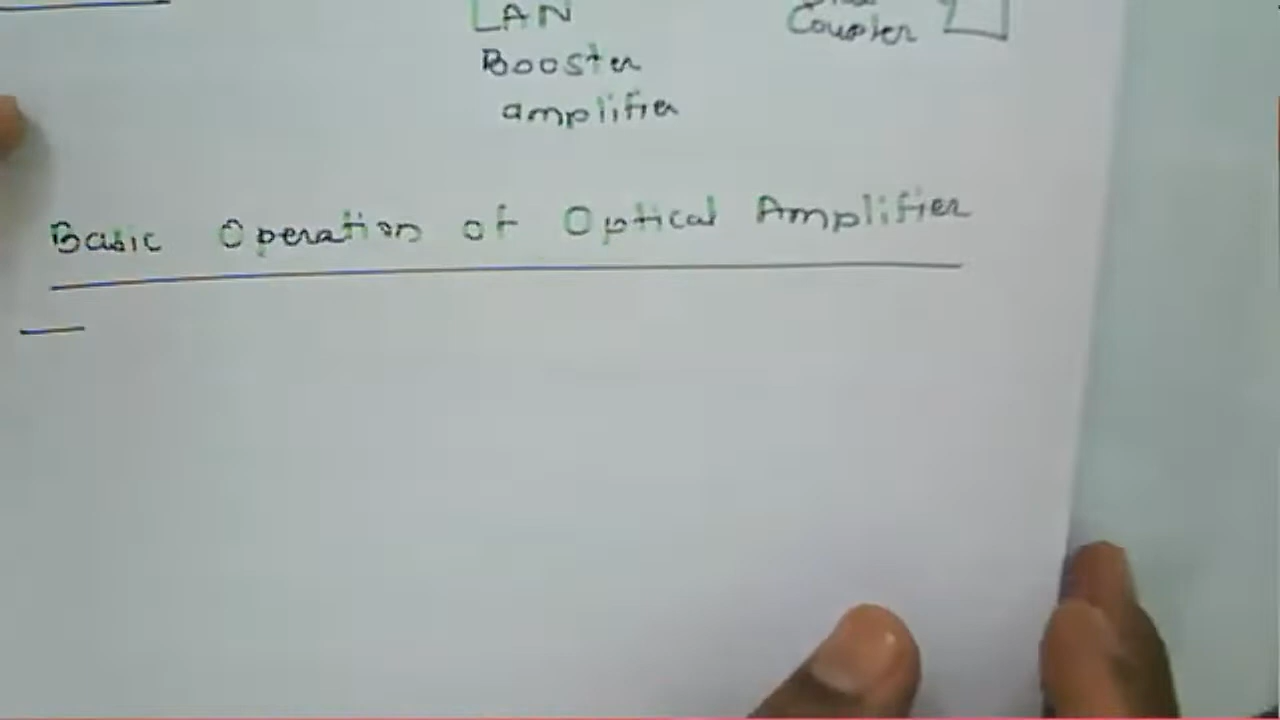 LAN
Coupler
Booster
amplifier
Basic Operation of Optical Amplifier